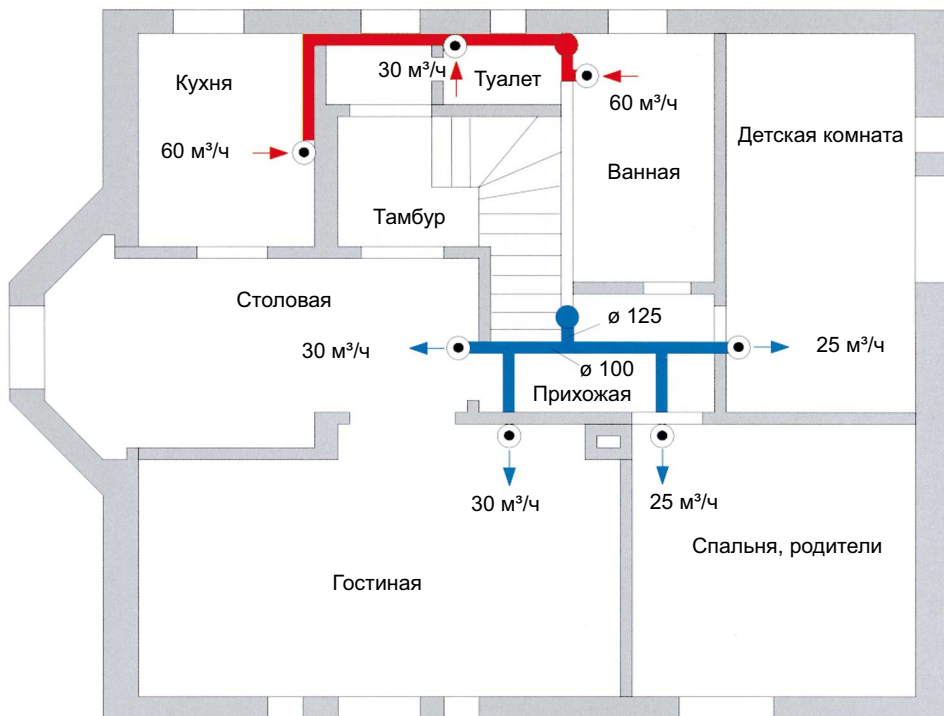 Кухня
30 м³/ч
Туалет
60 м³/ч
60 м³/ч
Детская комната
Ванная
Тамбур
Столовая
ø 125
30 м³/ч
25 м³/ч
ø 100
Прихожая
30 м³/ч
25 м³/ч
Спальня, родители
Гостиная